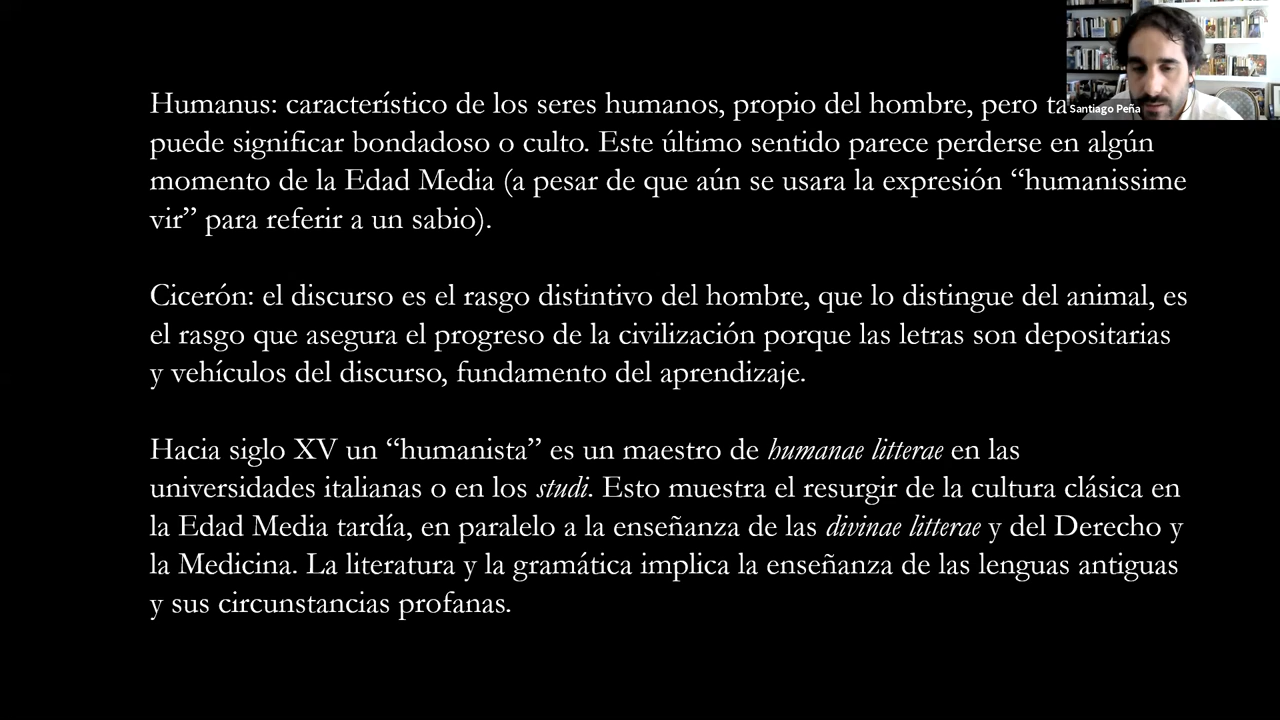 Humanus: característico de los seres humanos, propio del hombre, pero
Santiago Peña
puede significar bondadoso o culto. Este último sentido parece perderse en algún
momento de la Edad Media (a pesar de que aún se usara la expresión “humanissime
vir” para referir a un sabio).
Cicerón: el discurso es el rasgo distintivo del hombre, que lo distingue del animal, es
el rasgo que asegura el progreso de la civilización porque las letras son depositarias
y vehículos del discurso, fundamento del aprendizaje.
Hacia siglo XV un “humanista” es un maestro de humanae litterae en las
universidades italianas o en los studi. Esto muestra el resurgir de la cultura clásica en
la Edad Media tardía, en paralelo a la enseñanza de las divinae litterae y del Derecho y
la Medicina. La literatura y la gramática implica la enseñanza de las lenguas antiguas
y sus circunstancias profanas.